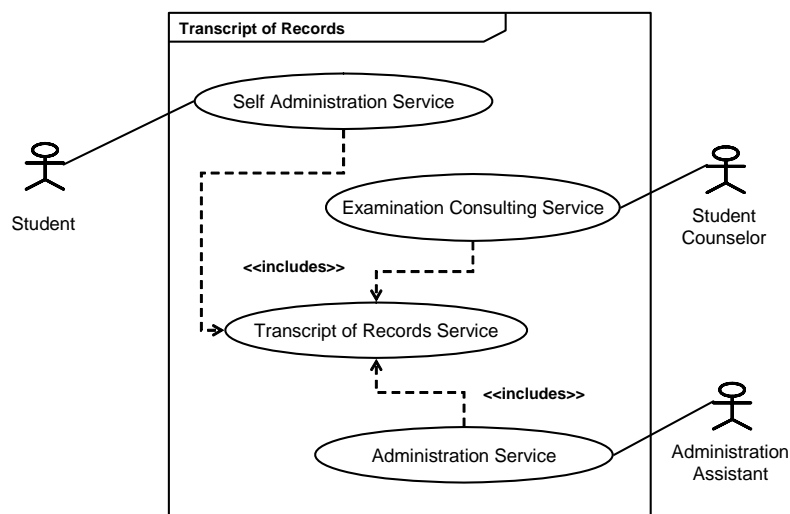 Transcript of Records
Self Administration Service
Student
Examination Consulting Service
Student
Counselor
<<includes>>
Transcript of Records Service
<<includes>>
Administration Service
Administration
Assistant